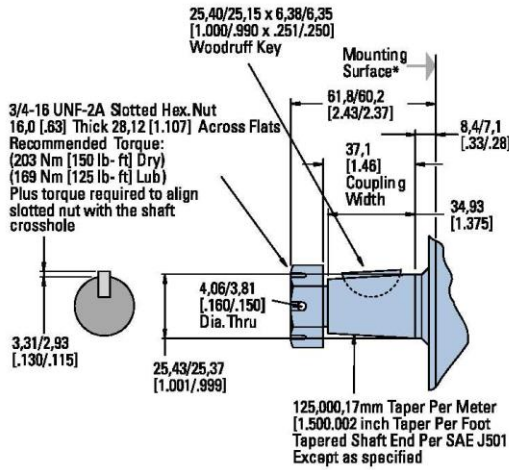 25,40/25,15 x 6,38/6,35
[1.000/.990 x .251/.250]
Woodruff Key
Mounting
Surface*
61,8/60,2
[2.43/2.37]
8,4/7,1
[.33/.28]
3/4-16 UNF-2A Slotted Hex. Nut
16,0 [.63] Thick 28,12 [1.107] Across Flats
Recommended Torque:
(203 Nm [150 lb- ft] Dry)
(169 Nm [125 lb- ft] Lub)
Plus torque required to align
slotted nut with the shaft
crosshole
37,1
[1.46]
Coupling
Width
34,93
[1.375]
4,06/3,81
[.160/.150]
Dia. Thru
3,31/2,93
[.130/.115]
25,43/25,37
[1.001/.999]
125,000,17mm Taper Per Meter
[1.500.002 inch Taper Per Foot
Tapered Shaft End Per SAE J501
Except as specified